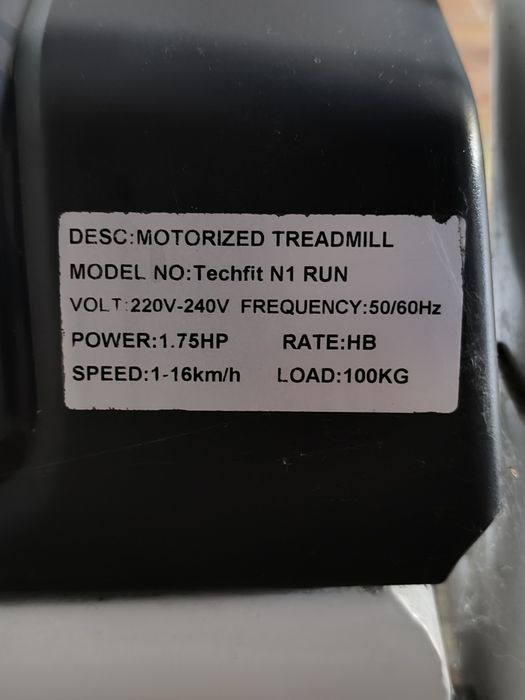 DESC:MOTORIZED TREADMILL
MODEL NO:Techfit N1 RUN
VOLT:220V-240V FREQUENCY:50/60Hz
POWER:1.75HP RATE:HB
SPEED:1-16km/h LOAD:100KG